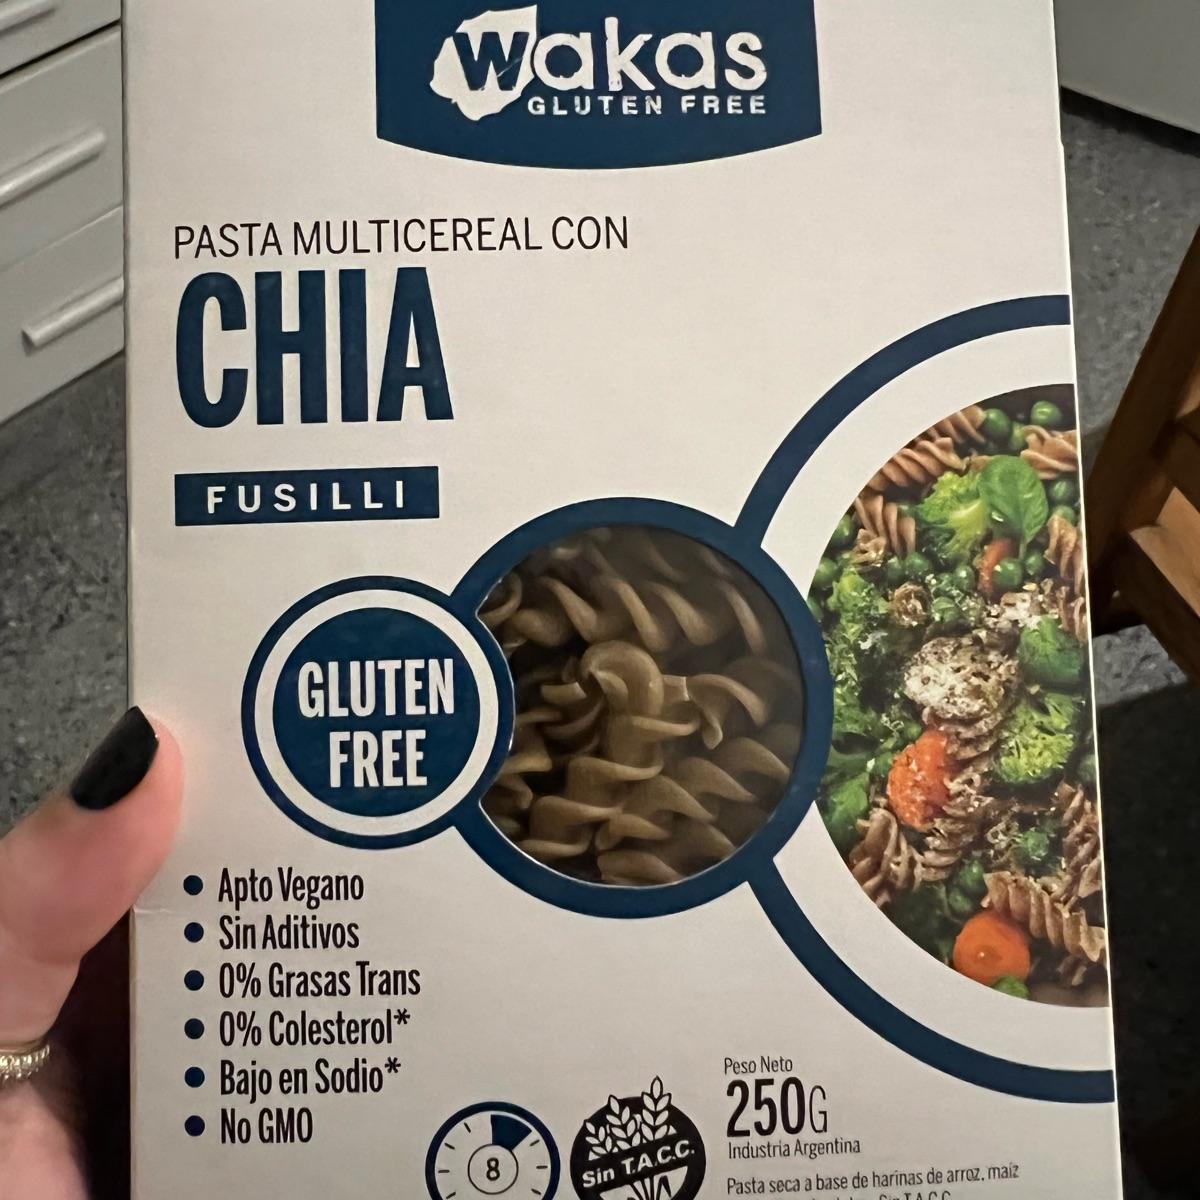 Wakas
GLUTEN FREE
PASTA MULTICEREAL CON
CHIA
FUSILLI
GLUTEN
FREE
• Apto Vegano
• Sin Aditivos
• 0% Grasas Trans
• 0% Colesterol*
• Bajo en Sodio*
• No GMO
8
Sin T.A.C.C.
Peso Neto
250G
Industria Argentina
Pasta seca a base de harinas de arroz, maíz